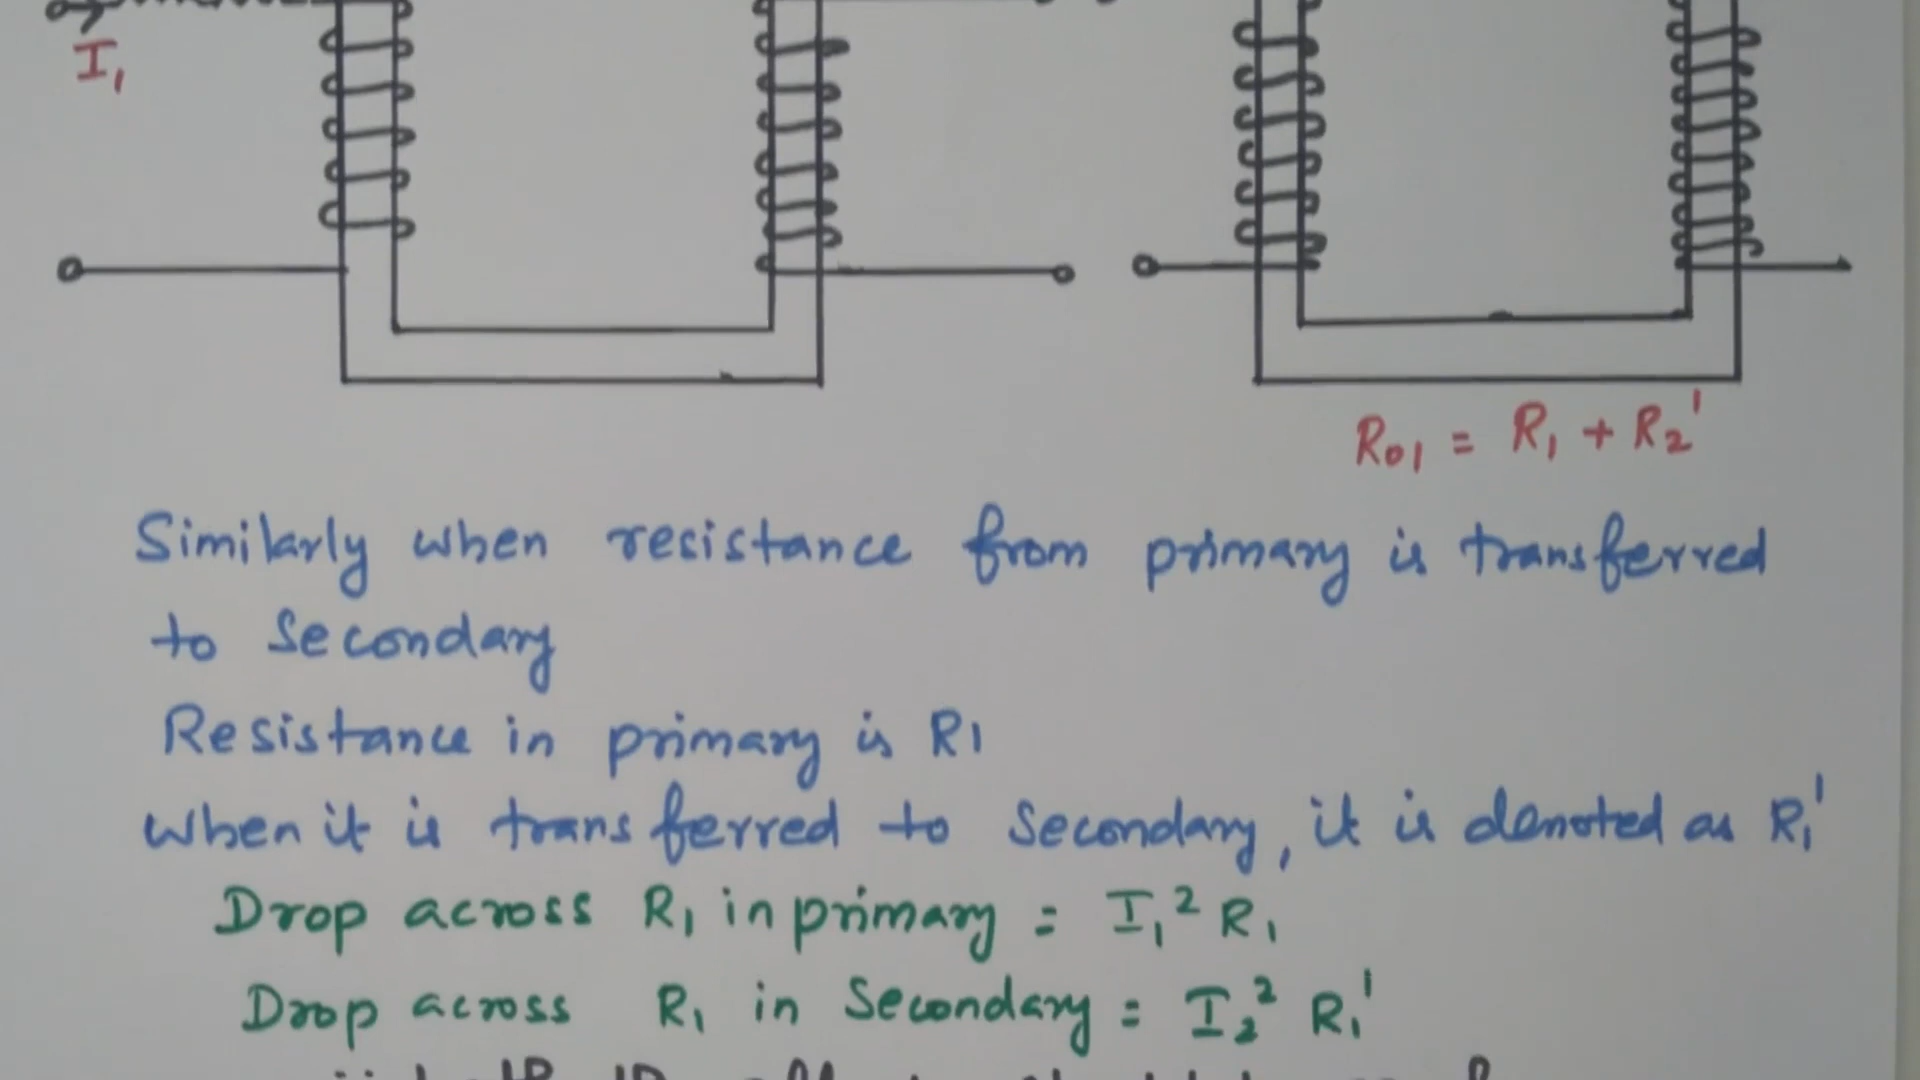 I₁
R₀₁ = R₁ + R₂'
Similarly when resistance from primary is transferred
to Secondary
Resistance in primary is R1
When it is transferred to Secondary, it is denoted as R₁'
Drop across R₁ in primary = I₁² R₁
Drop across R₁ in Secondary = I₂² R₁'